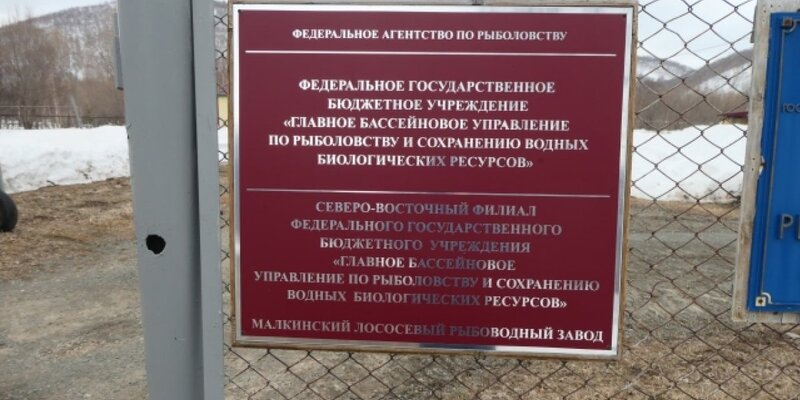 ФЕДЕРАЛЬНОЕ АГЕНТСТВО ПО РЫБОЛОВСТВУ
ФЕДЕРАЛЬНОЕ ГОСУДАРСТВЕННОЕ
БЮДЖЕТНОЕ УЧРЕЖДЕНИЕ
«ГЛАВНОЕ БАССЕЙНОВОЕ УПРАВЛЕНИЕ
ПО РЫБОЛОВСТВУ И СОХРАНЕНИЮ ВОДНЫХ
БИОЛОГИЧЕСКИХ РЕСУРСОВ»
СЕВЕРО-ВОСТОЧНЫЙ ФИЛИАЛ
ФЕДЕРАЛЬНОГО ГОСУДАРСТВЕННОГО
БЮДЖЕТНОГО УЧРЕЖДЕНИЯ
«ГЛАВНОЕ БАССЕЙНОВОЕ
УПРАВЛЕНИЕ ПО РЫБОЛОВСТВУ И СОХРАНЕНИЮ
ВОДНЫХ БИОЛОГИЧЕСКИХ РЕСУРСОВ»
МАЛКИНСКИЙ ЛОСОСЕВЫЙ РЫБОВОДНЫЙ ЗАВОД